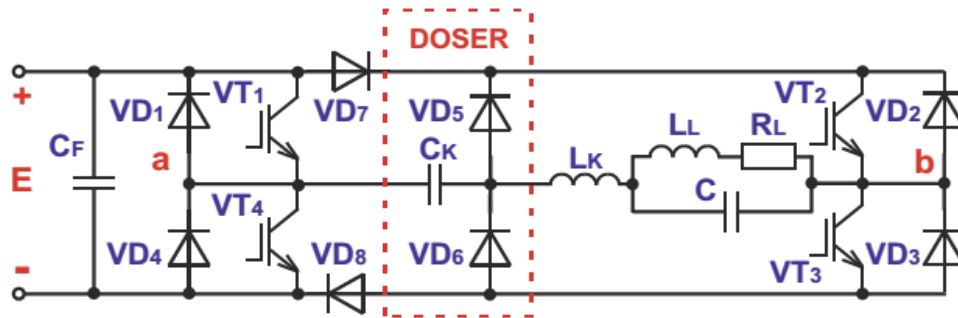 DOSER
+
VD1
VT1
VD7
VD5
VT2
VD2
CF
a
CK
LL
RL
b
E
LK
C
VT4
-
VD4
VD8
VD6
VT3
VD3